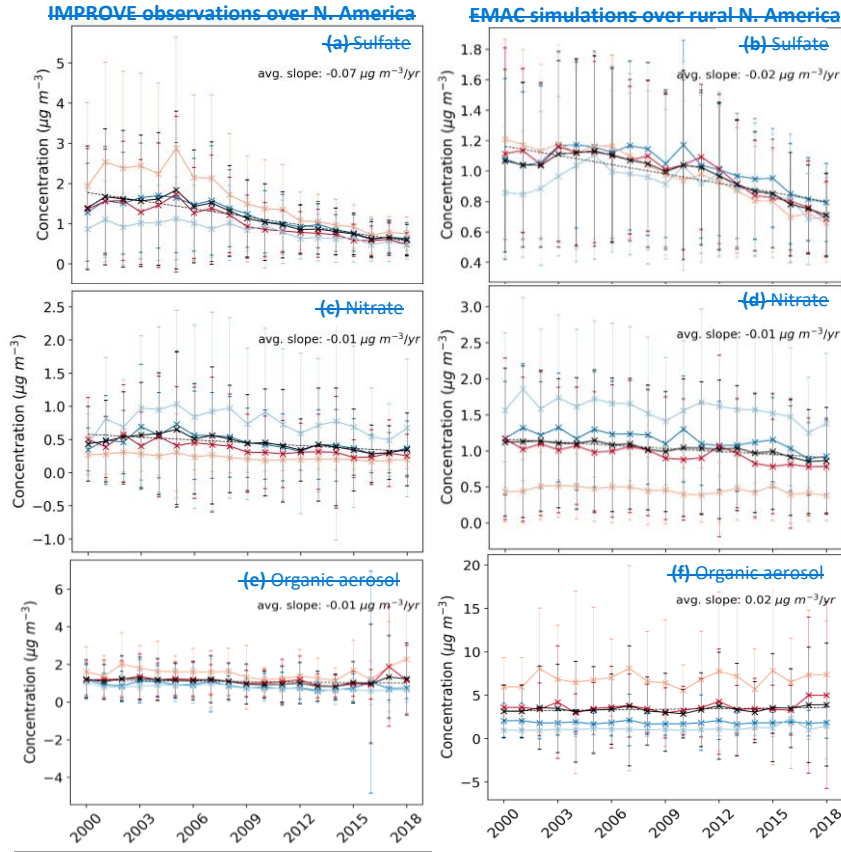 IMPROVE observations over N. America
EMAC simulations over rural N. America
(a) Sulfate
avg. slope: -0.07 μg m⁻³/yr
Concentration (μg m⁻³)
5
4
3
2
1
0
(b) Sulfate
avg. slope: -0.02 μg m⁻³/yr
Concentration (μg m⁻³)
1.8
1.6
1.4
1.2
1.0
0.8
0.6
0.4
(c) Nitrate
avg. slope: -0.01 μg m⁻³/yr
Concentration (μg m⁻³)
2.5
2.0
1.5
1.0
0.5
0.0
−0.5
−1.0
(d) Nitrate
avg. slope: -0.01 μg m⁻³/yr
Concentration (μg m⁻³)
3.0
2.5
2.0
1.5
1.0
0.5
0.0
(e) Organic aerosol
avg. slope: -0.01 μg m⁻³/yr
Concentration (μg m⁻³)
6
4
2
0
−2
−4
2000 2003 2006 2009 2012 2015 2018
(f) Organic aerosol
avg. slope: 0.02 μg m⁻³/yr
Concentration (μg m⁻³)
20
15
10
5
0
−5
2000 2003 2006 2009 2012 2015 2018